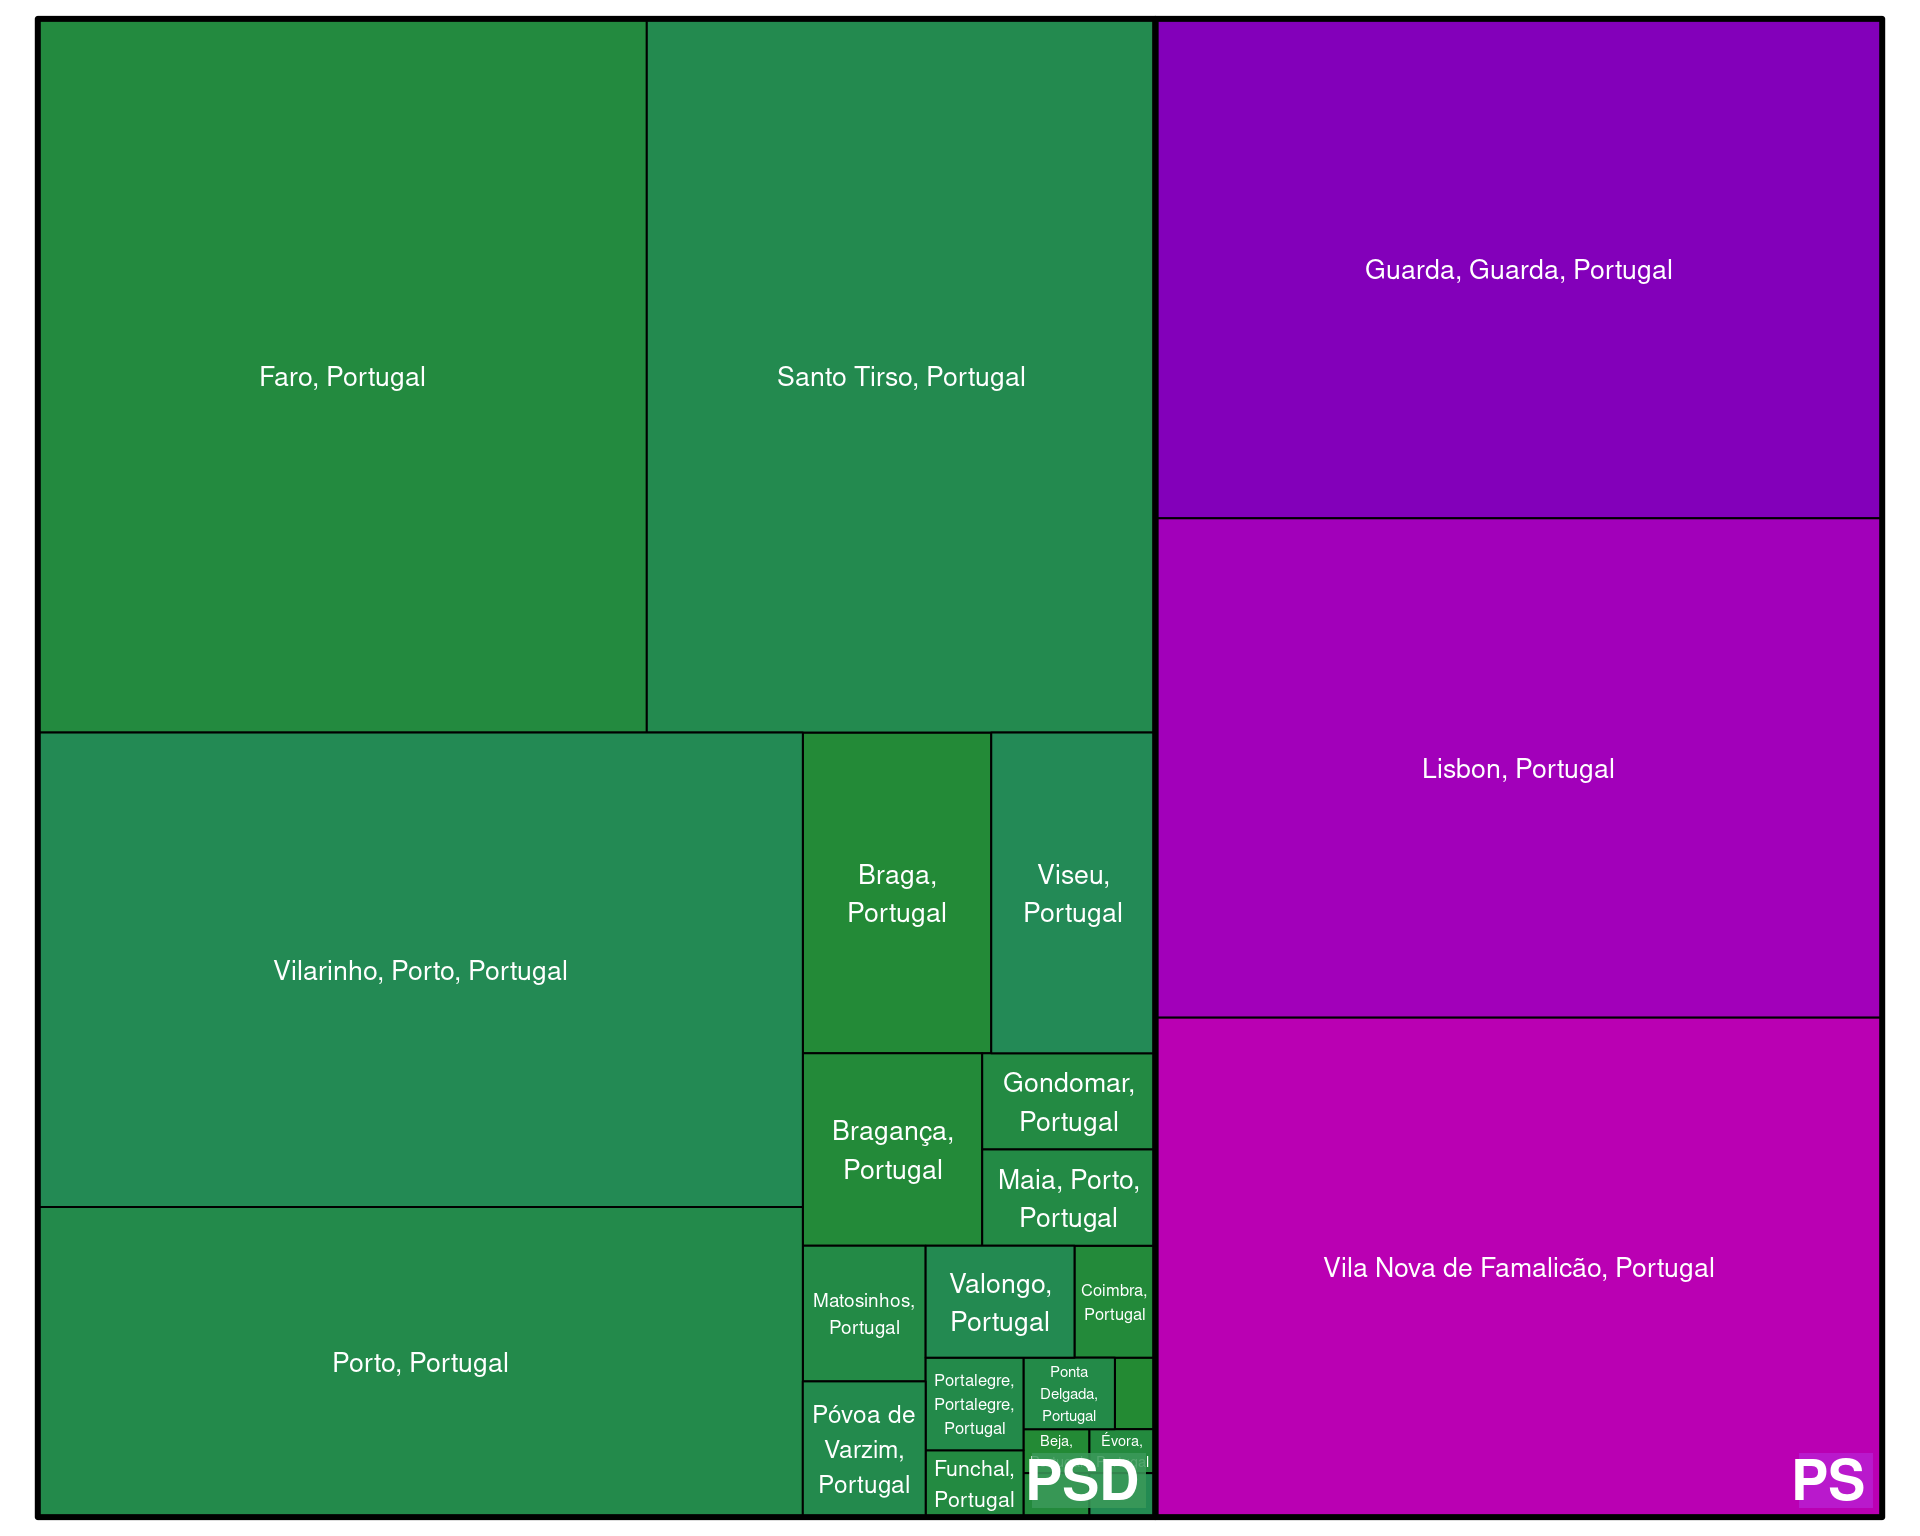 Faro, Portugal
Santo Tirso, Portugal
Guarda, Guarda, Portugal
Lisbon, Portugal
Vilarinho, Porto, Portugal
Braga,
Portugal
Viseu,
Portugal
Bragança,
Portugal
Gondomar,
Portugal
Maia, Porto,
Portugal
Vila Nova de Famalicão, Portugal
Porto, Portugal
Matosinhos,
Portugal
Valongo,
Portugal
Coimbra,
Portugal
Póvoa de
Varzim,
Portugal
Portalegre,
Portalegre,
Portugal
Ponta
Delgada,
Portugal
Funchal,
Portugal
Beja,
Évora,
PSD
PS